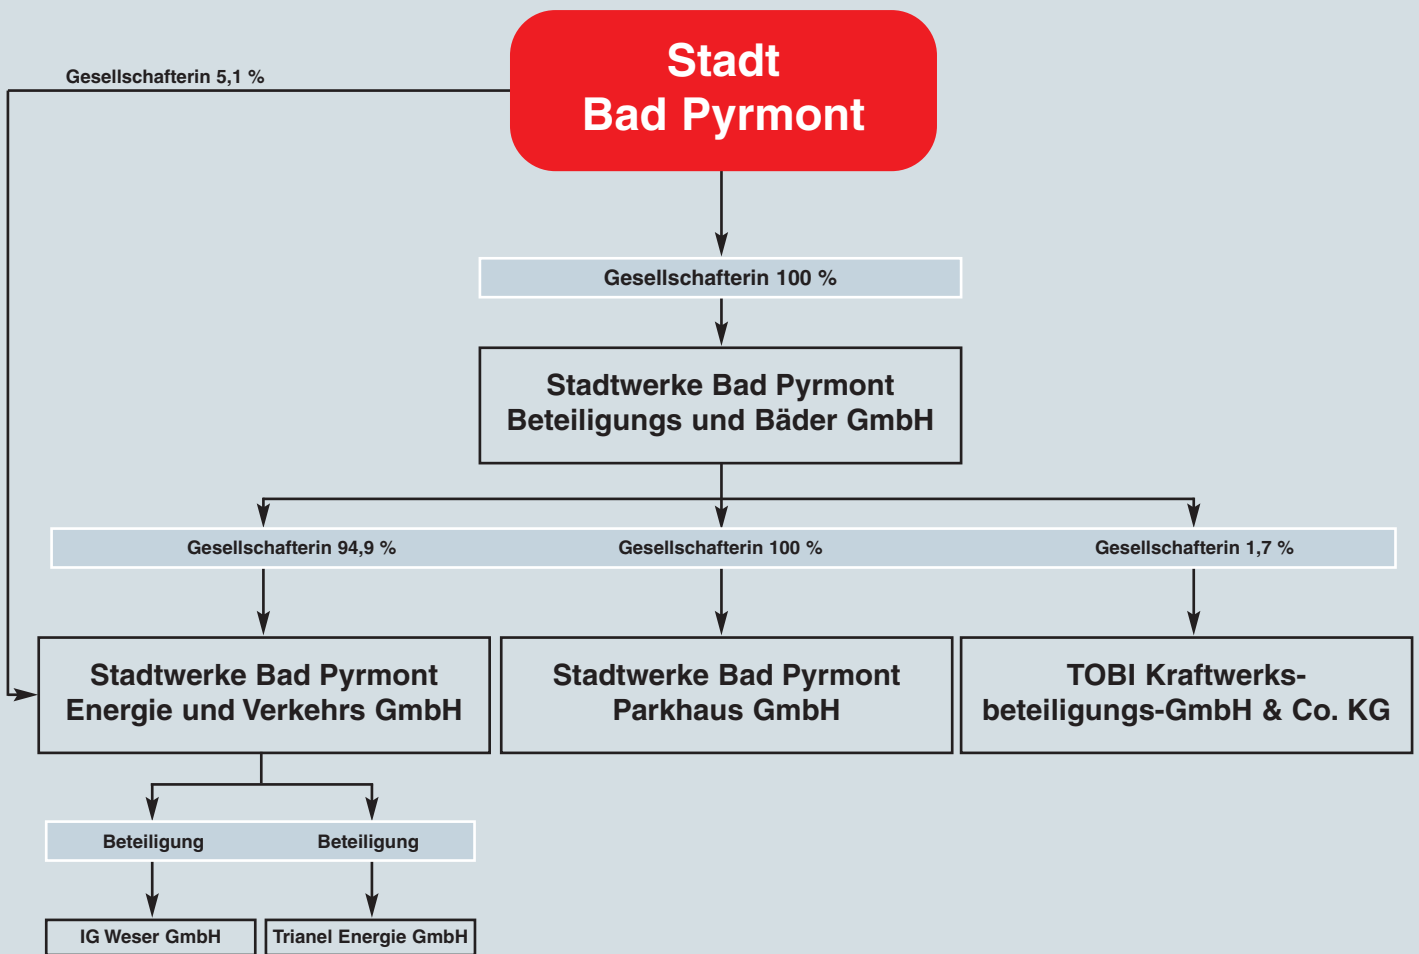 Stadt
Bad Pyrmont
Gesellschafterin 5,1 %
Gesellschafterin 100 %
Stadtwerke Bad Pyrmont
Beteiligungs und Bäder GmbH
Gesellschafterin 94,9 %
Gesellschafterin 100 %
Gesellschafterin 1,7 %
Stadtwerke Bad Pyrmont
Energie und Verkehrs GmbH
Stadtwerke Bad Pyrmont
Parkhaus GmbH
TOBI Kraftwerks-
beteiligungs-GmbH & Co. KG
Beteiligung
Beteiligung
IG Weser GmbH
Trianel Energie GmbH